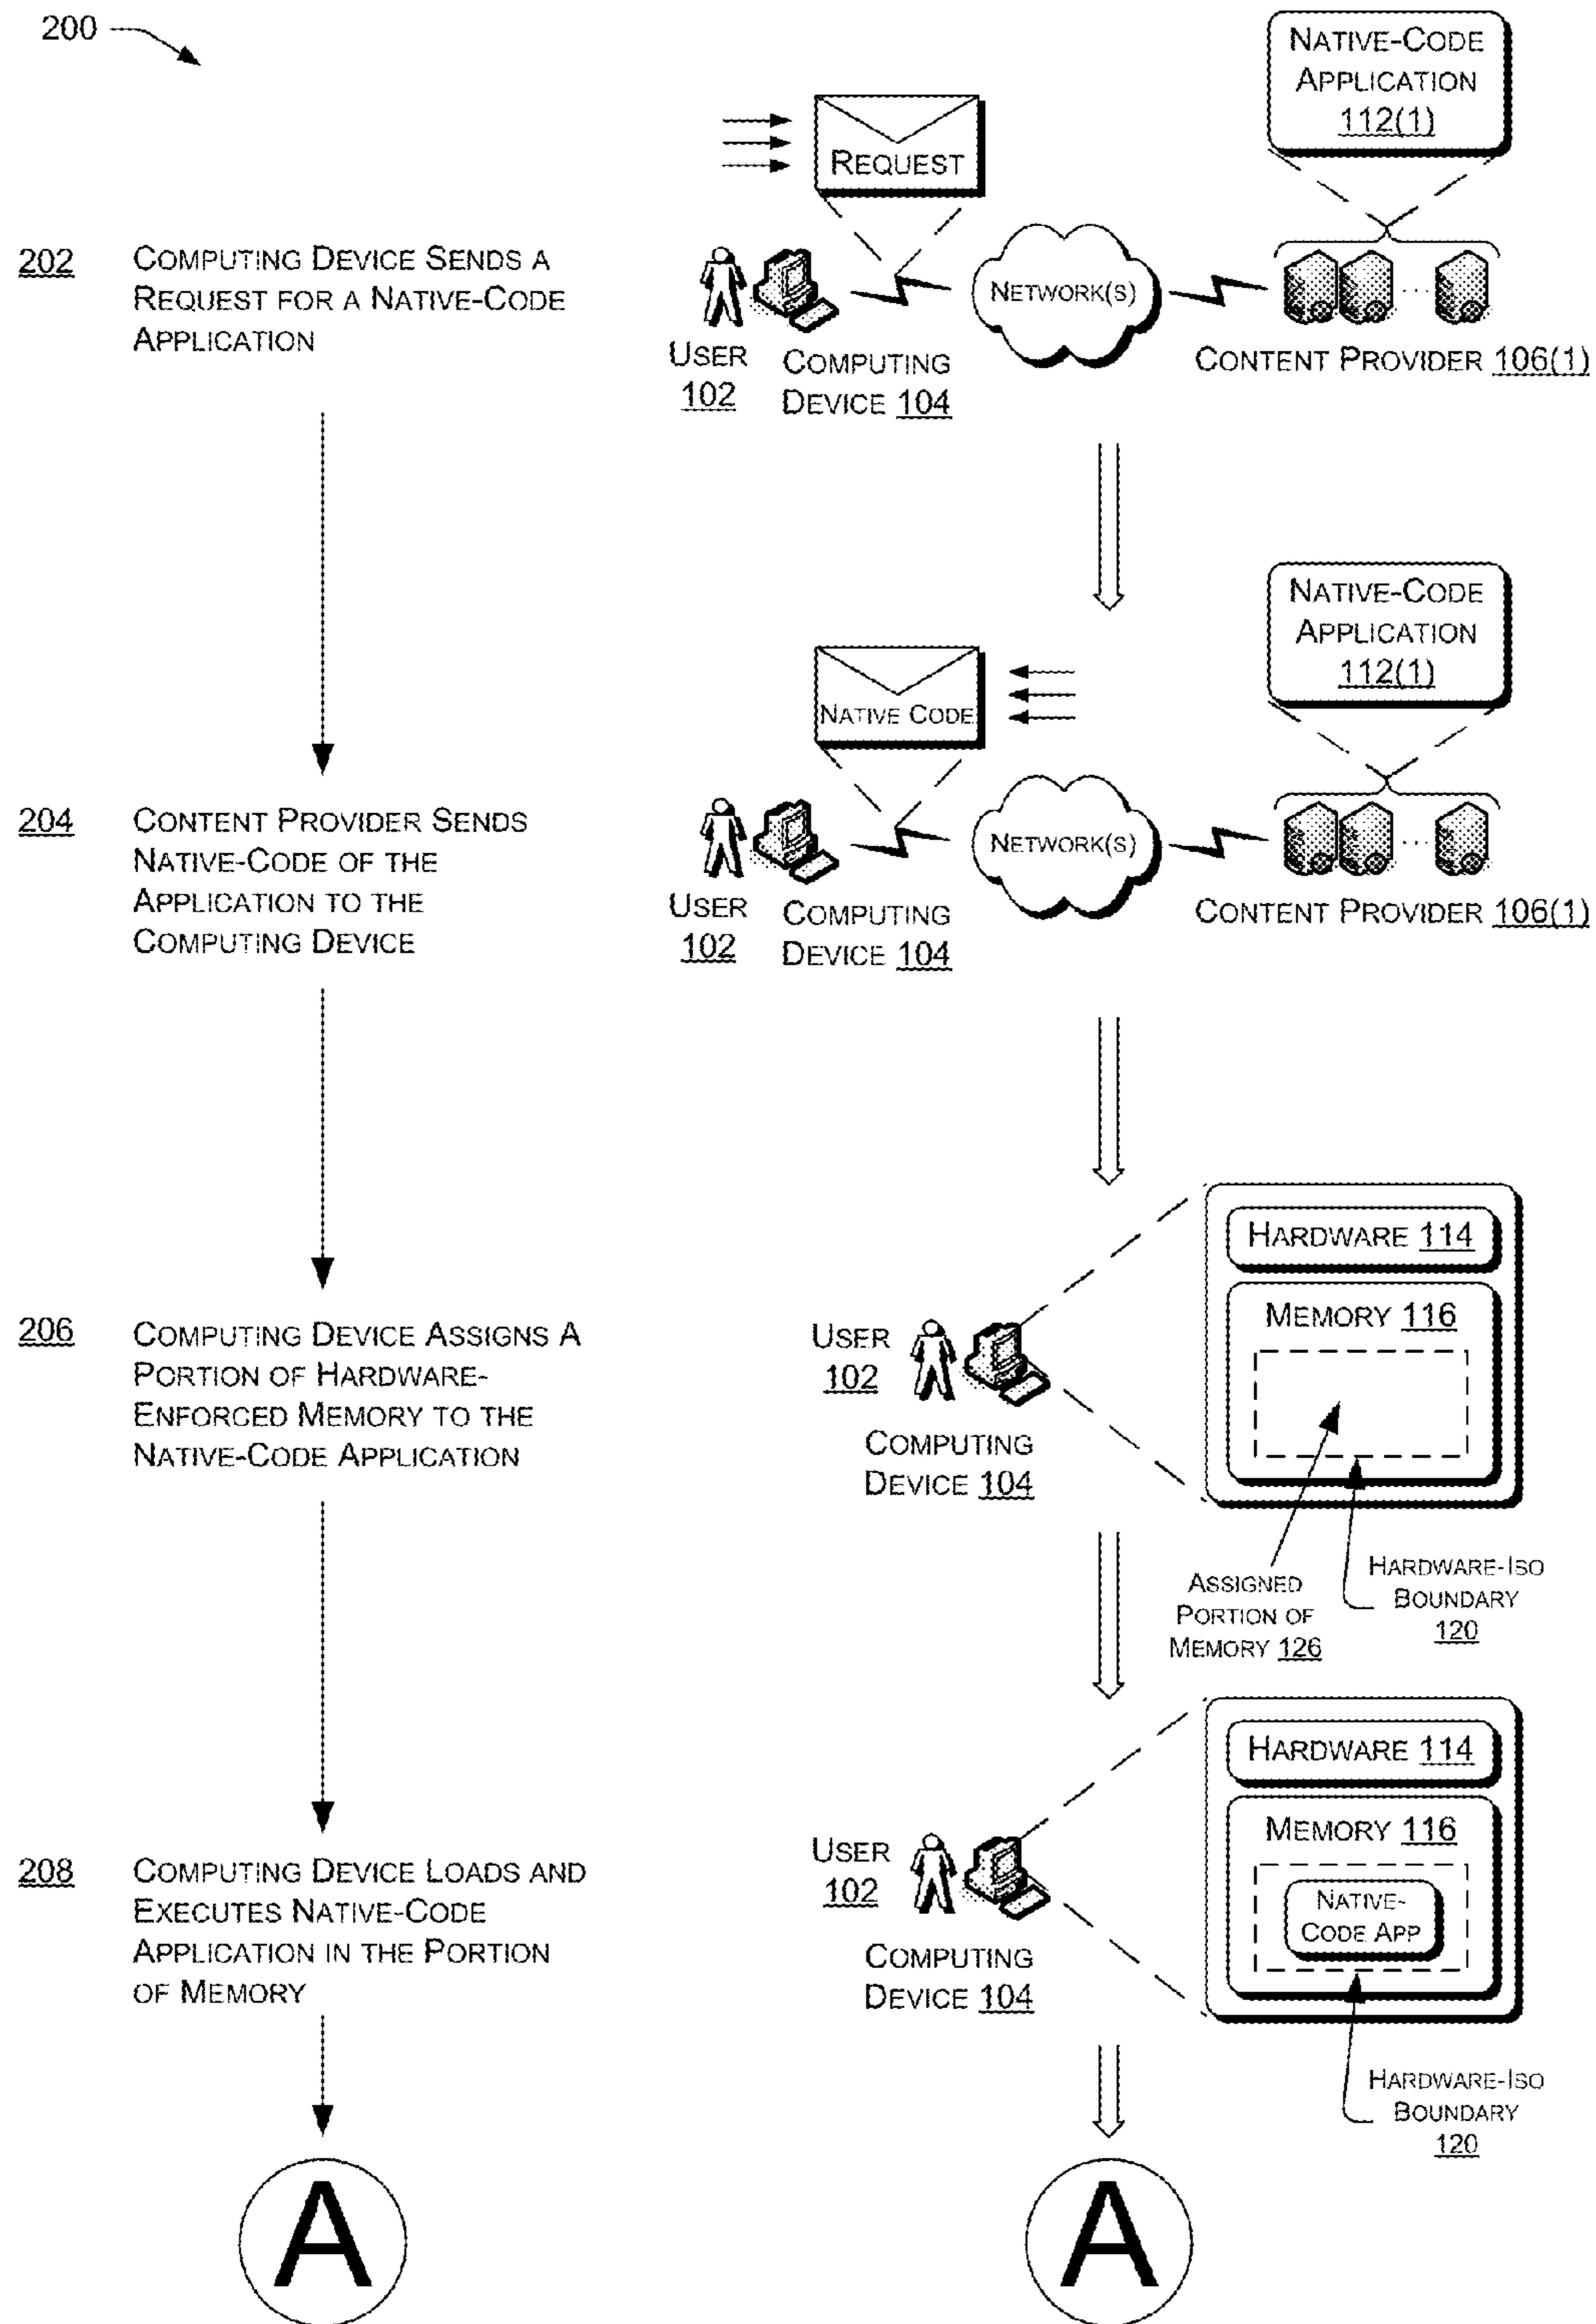 200
NATIVE-CODE
APPLICATION
112(1)
REQUEST
202
COMPUTING DEVICE SENDS A
REQUEST FOR A NATIVE-CODE
APPLICATION
NETWORK(S)
USER
102
COMPUTING
DEVICE 104
CONTENT PROVIDER 106(1)
NATIVE-CODE
APPLICATION
112(1)
NATIVE CODE
204
CONTENT PROVIDER SENDS
NATIVE-CODE OF THE
APPLICATION TO THE
COMPUTING DEVICE
NETWORK(S)
USER
102
COMPUTING
DEVICE 104
CONTENT PROVIDER 106(1)
206
COMPUTING DEVICE ASSIGNS A
PORTION OF HARDWARE-
ENFORCED MEMORY TO THE
NATIVE-CODE APPLICATION
USER
102
COMPUTING
DEVICE 104
HARDWARE 114
MEMORY 116
ASSIGNED
PORTION OF
MEMORY 126
HARDWARE-ISO
BOUNDARY
120
208
COMPUTING DEVICE LOADS AND
EXECUTES NATIVE-CODE
APPLICATION IN THE PORTION
OF MEMORY
USER
102
COMPUTING
DEVICE 104
HARDWARE 114
MEMORY 116
NATIVE-
CODE APP
HARDWARE-ISO
BOUNDARY
120
A
A